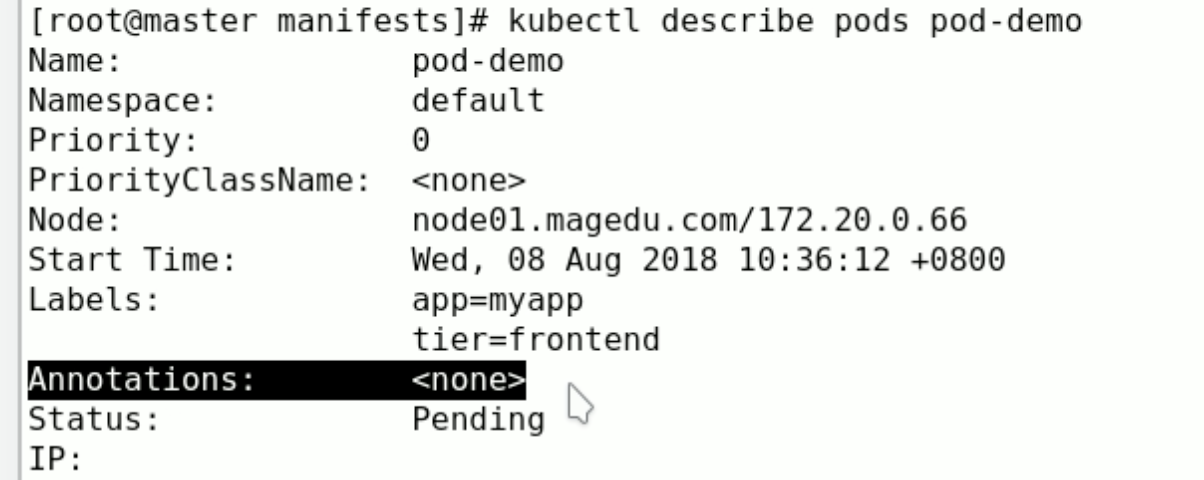 [root@master manifests]# kubectl describe pods pod-demo
Name:               pod-demo
Namespace:          default
Priority:           0
PriorityClassName:  <none>
Node:               node01.magedu.com/172.20.0.66
Start Time:         Wed, 08 Aug 2018 10:36:12 +0800
Labels:             app=myapp
                    tier=frontend
Annotations:        <none>
Status:             Pending
IP: